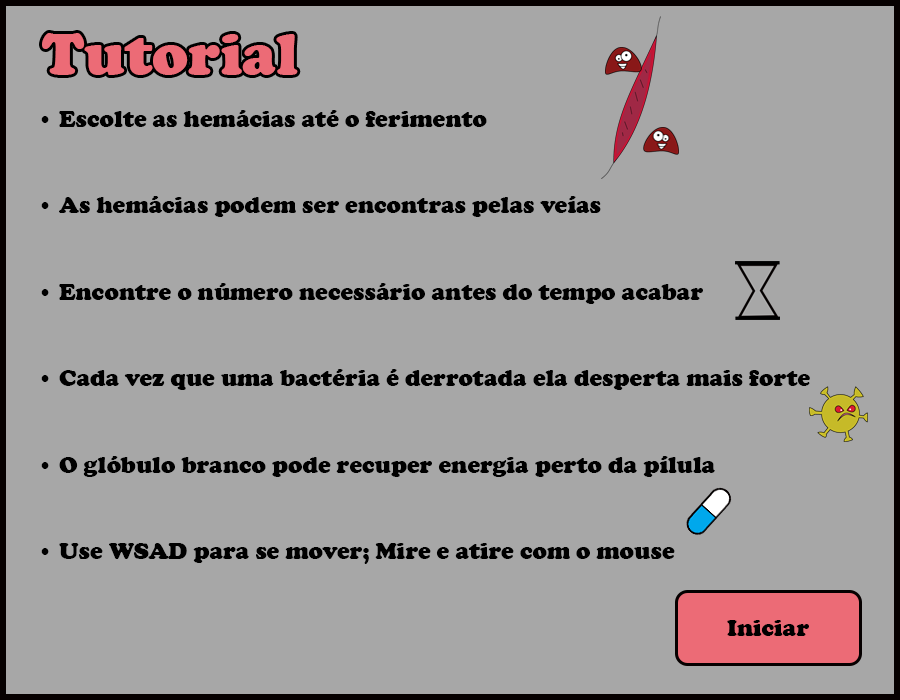 Tutorial
• Escolte as hemácias até o ferimento
• As hemácias podem ser encontras pelas veías
• Encontre o número necessário antes do tempo acabar
• Cada vez que uma bactéria é derrotada ela desperta mais forte
• O glóbulo branco pode recuper energia perto da pílula
• Use WSAD para se mover; Mire e atire com o mouse
Iniciar